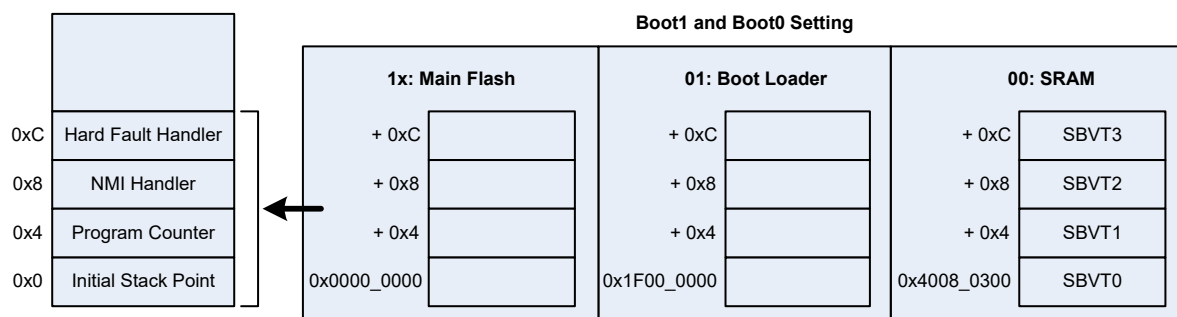 Boot1 and Boot0 Setting
1x: Main Flash 01: Boot Loader 00: SRAM
0xC Hard Fault Handler + 0xC + 0xC + 0xC SBVT3
0x8 NMI Handler + 0x8 + 0x8 + 0x8 SBVT2
0x4 Program Counter + 0x4 + 0x4 + 0x4 SBVT1
0x0 Initial Stack Point 0x0000_0000 0x1F00_0000 0x4008_0300 SBVT0